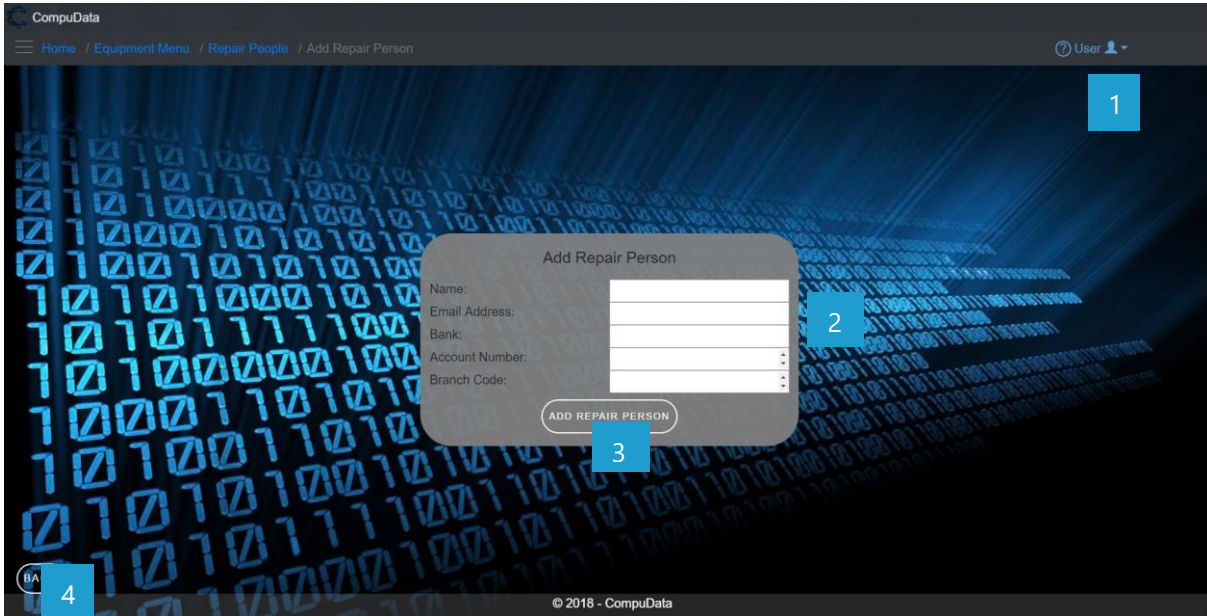 CompuData
Home / Equipment Menu / Repair People / Add Repair Person
? User
1
Add Repair Person
Name:
Email Address:
2
Bank:
Account Number:
Branch Code:
ADD REPAIR PERSON
3
BA
4
© 2018 - CompuData